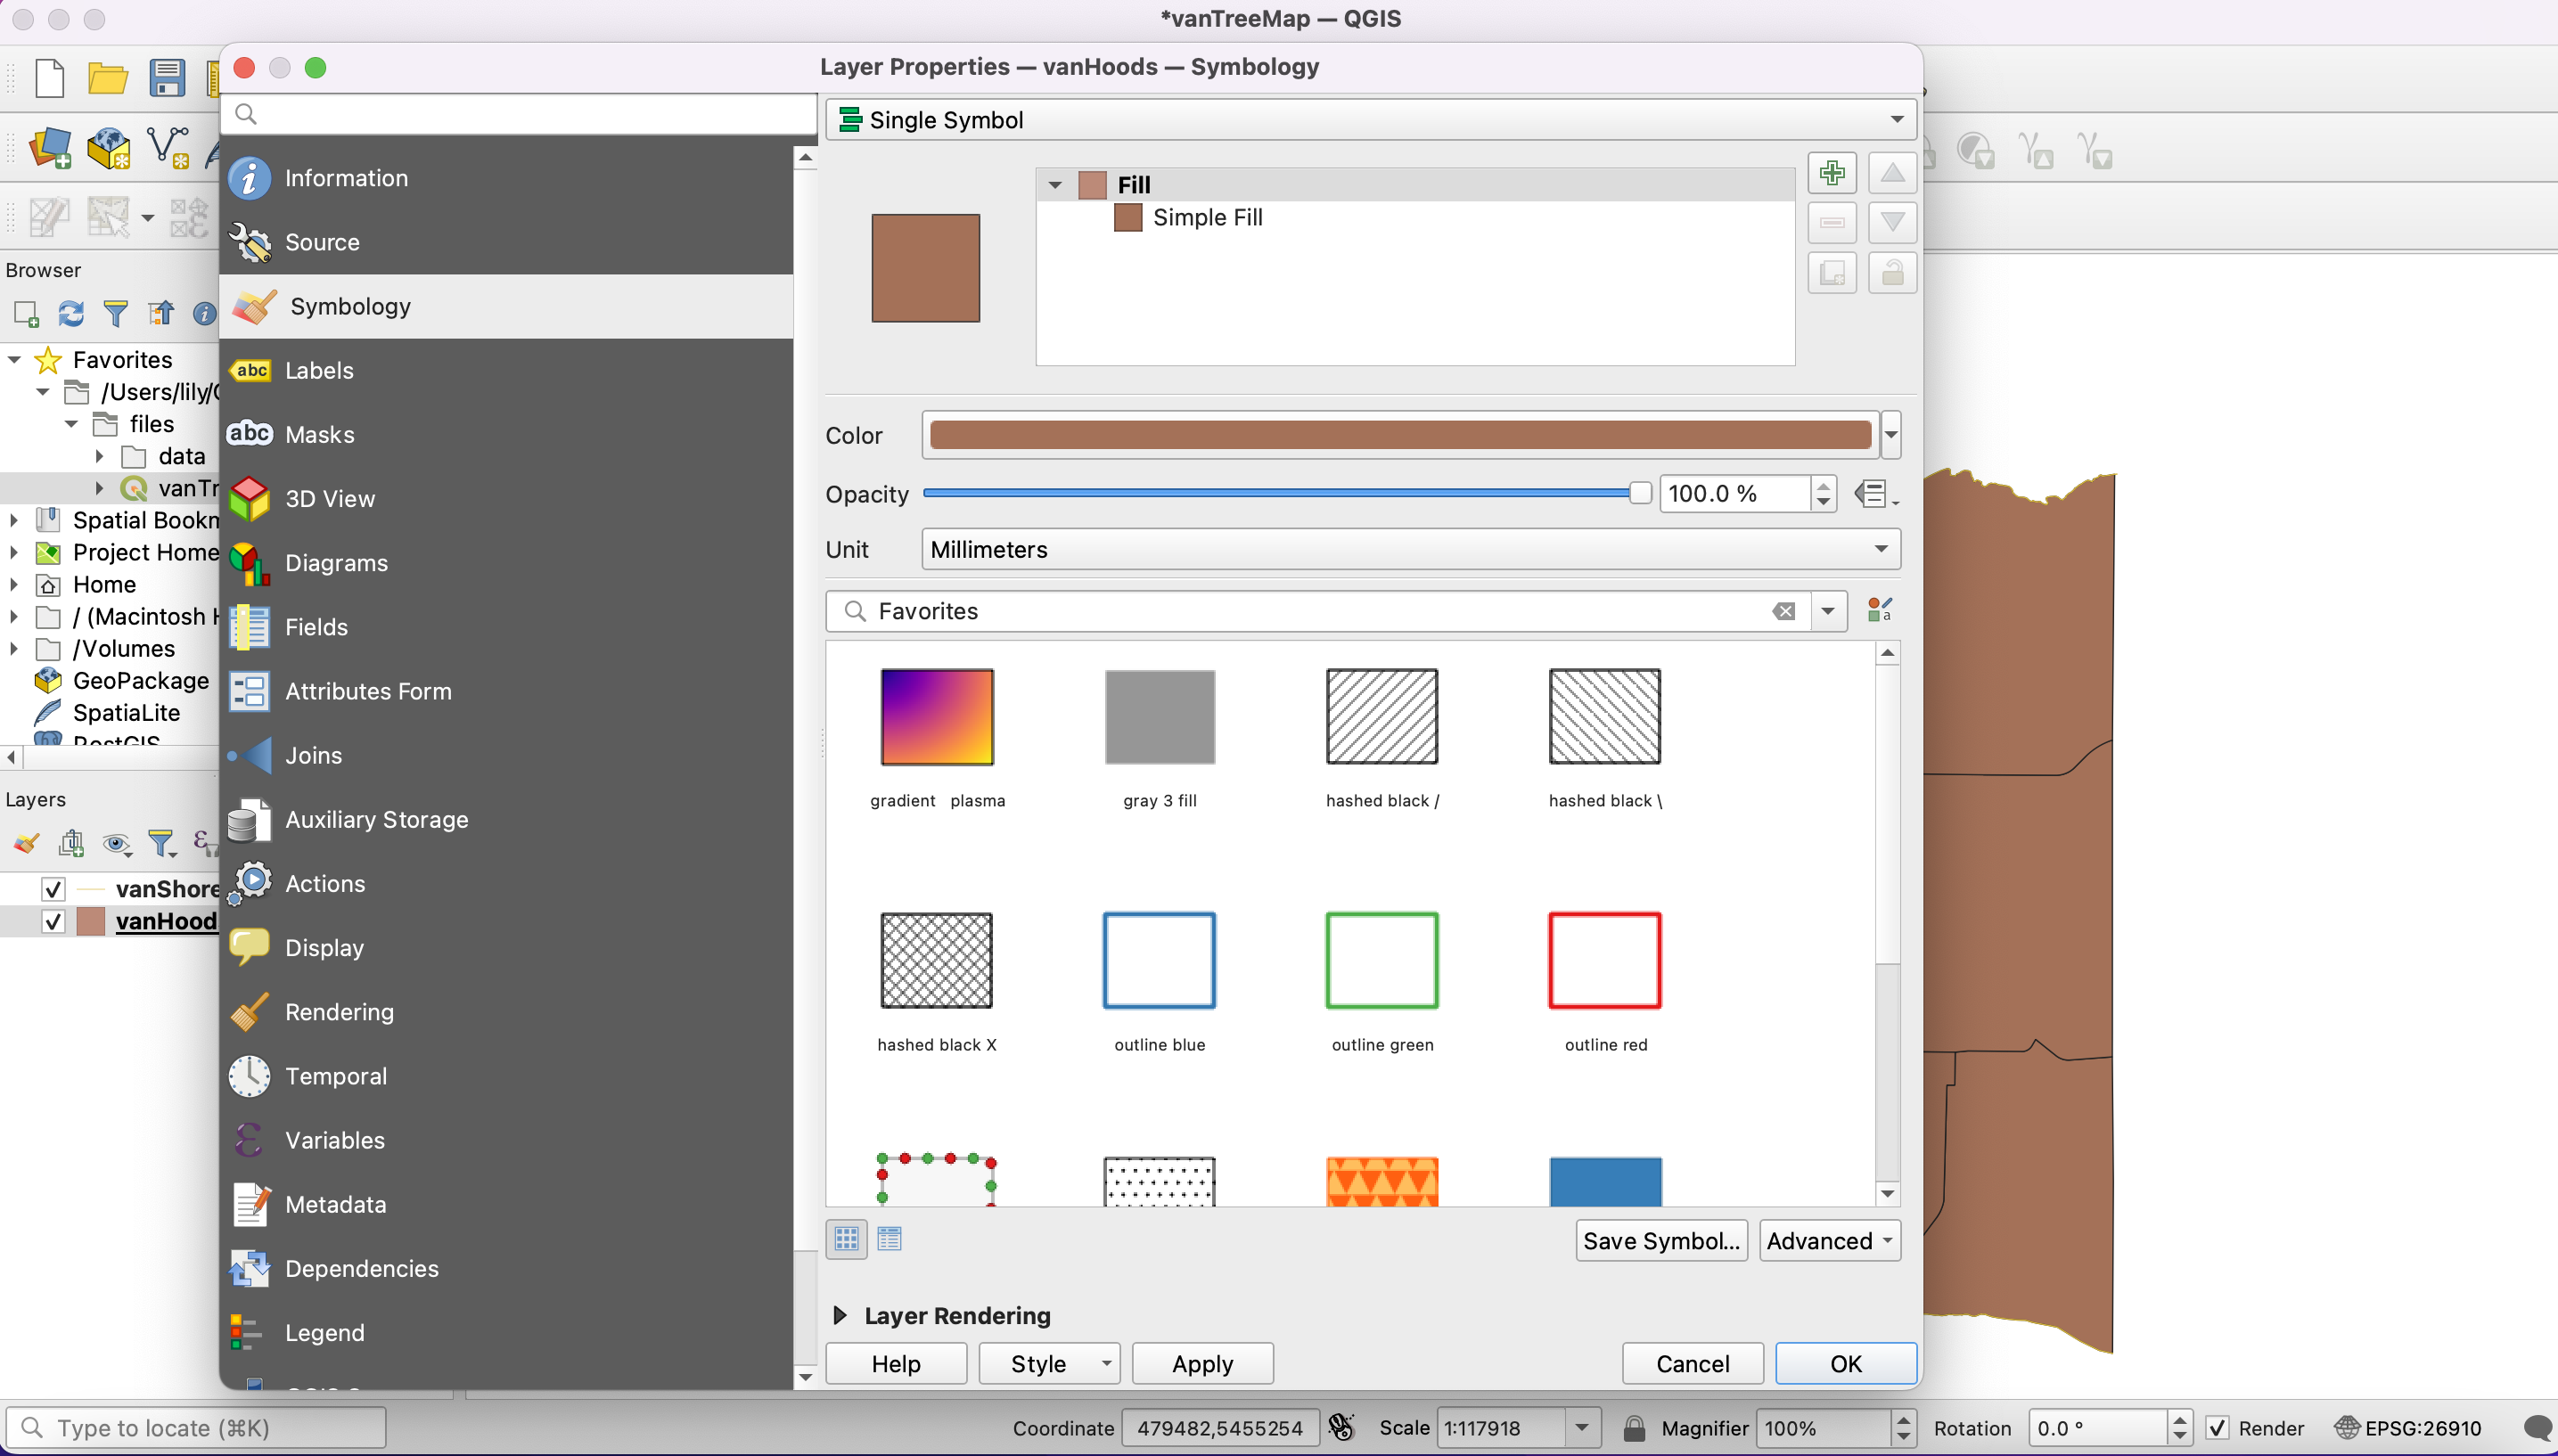 *vanTreeMap — QGIS
Layer Properties — vanHoods — Symbology
Information
Source
Symbology
Labels
Masks
3D View
Diagrams
Fields
Attributes Form
Joins
Auxiliary Storage
Actions
Display
Rendering
Temporal
Variables
Metadata
Dependencies
Legend
Single Symbol
Fill
Simple Fill
Color
Opacity 100.0 %
Unit Millimeters
Favorites
gradient plasma
gray 3 fill
hashed black /
hashed black \
hashed black X
outline blue
outline green
outline red
Save Symbol...
Advanced
Layer Rendering
Help
Style
Apply
Cancel
OK
Browser
Favorites
/Users/lily/
files
data
vanTr
Spatial Bookm
Project Home
Home
/ (Macintosh H
/Volumes
GeoPackage
SpatiaLite
PostGIS
Layers
vanShore
vanHood
Type to locate (⌘K)
Coordinate 479482,5455254
Scale 1:117918
Magnifier 100%
Rotation 0.0 °
Render
EPSG:26910